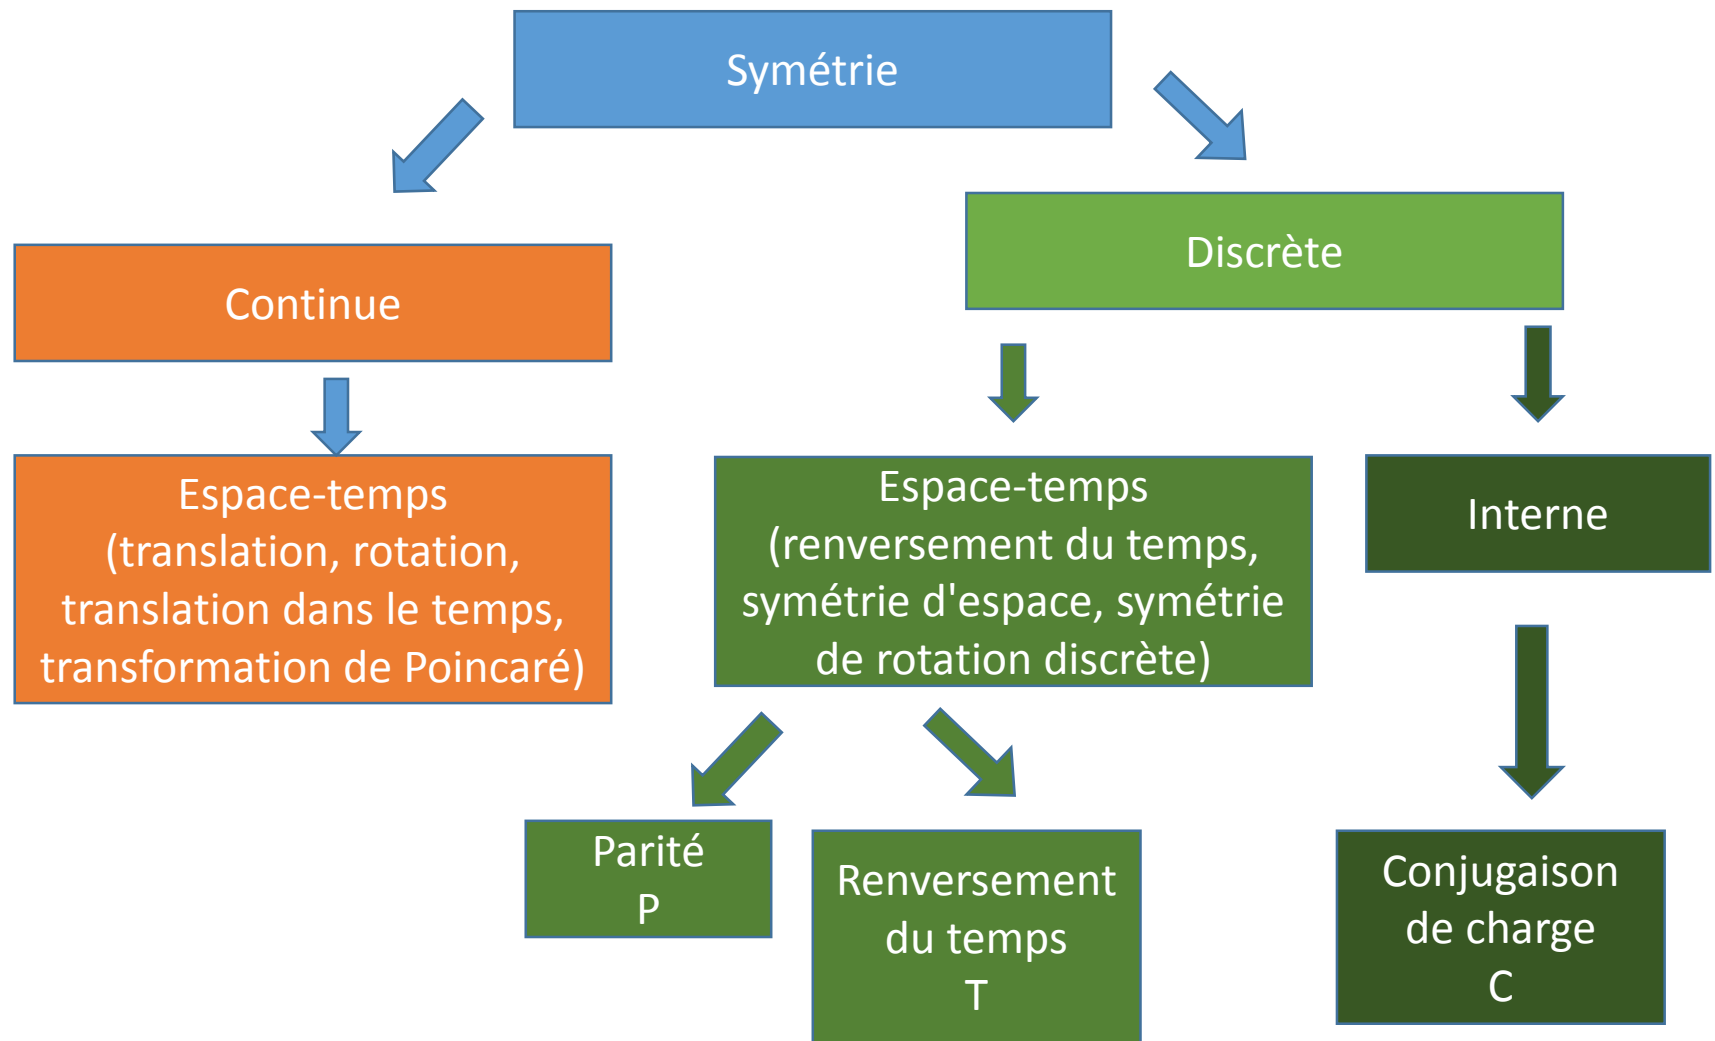 Symétrie
Discrète
Continue
Espace-temps
(translation, rotation,
translation dans le temps,
transformation de Poincaré)
Espace-temps
(renversement du temps,
symétrie d'espace, symétrie
de rotation discrète)
Interne
Parité
P
Renversement
du temps
T
Conjugaison
de charge
C